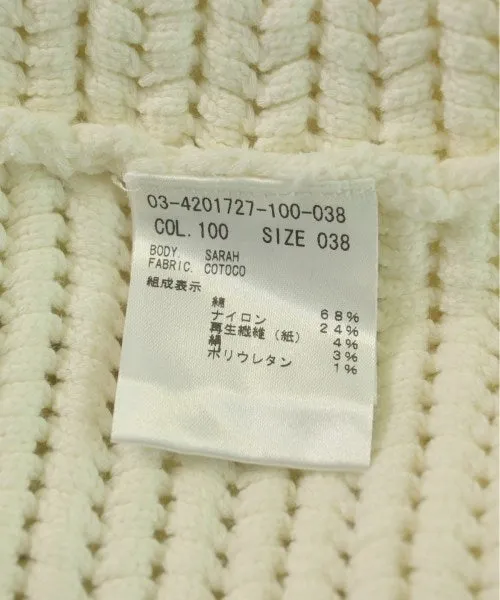 03-4201727-100-038
COL. 100 SIZE 038
BODY. SARAH
FABRIC. COTOCO
組成表示
綿 68%
ナイロン 24%
再生繊維（紙） 4%
絹 3%
ポリウレタン 1%